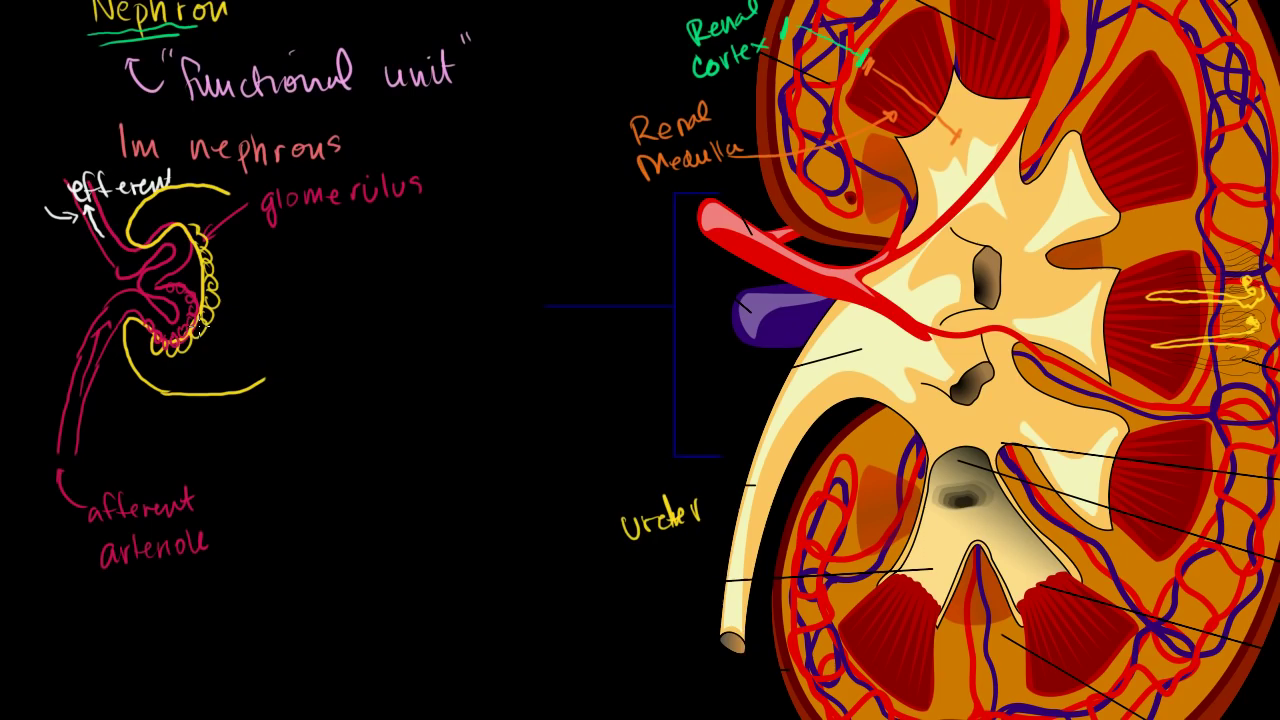 Nephron
"functional unit"
1m nephrons
efferent
glomerulus
afferent
arteriole
Renal
Cortex
Renal
Medulla
Ureter